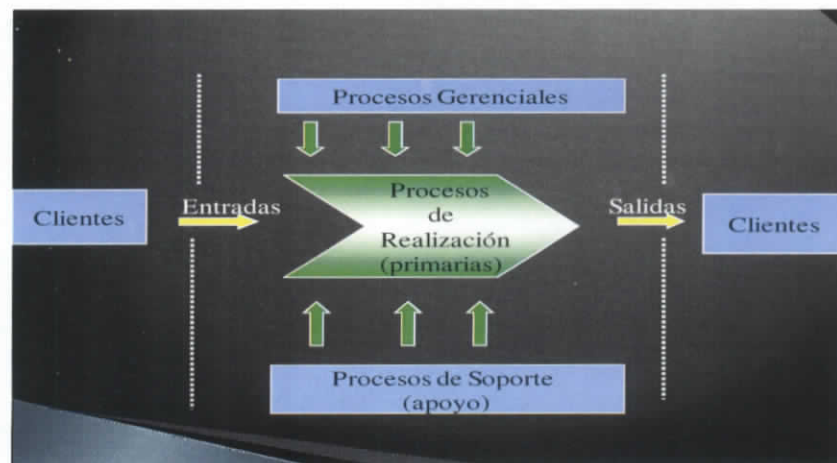 Procesos Gerenciales
Clientes
Entradas
Procesos
de
Realización
(primarias)
Salidas
Clientes
Procesos de Soporte
(apoyo)